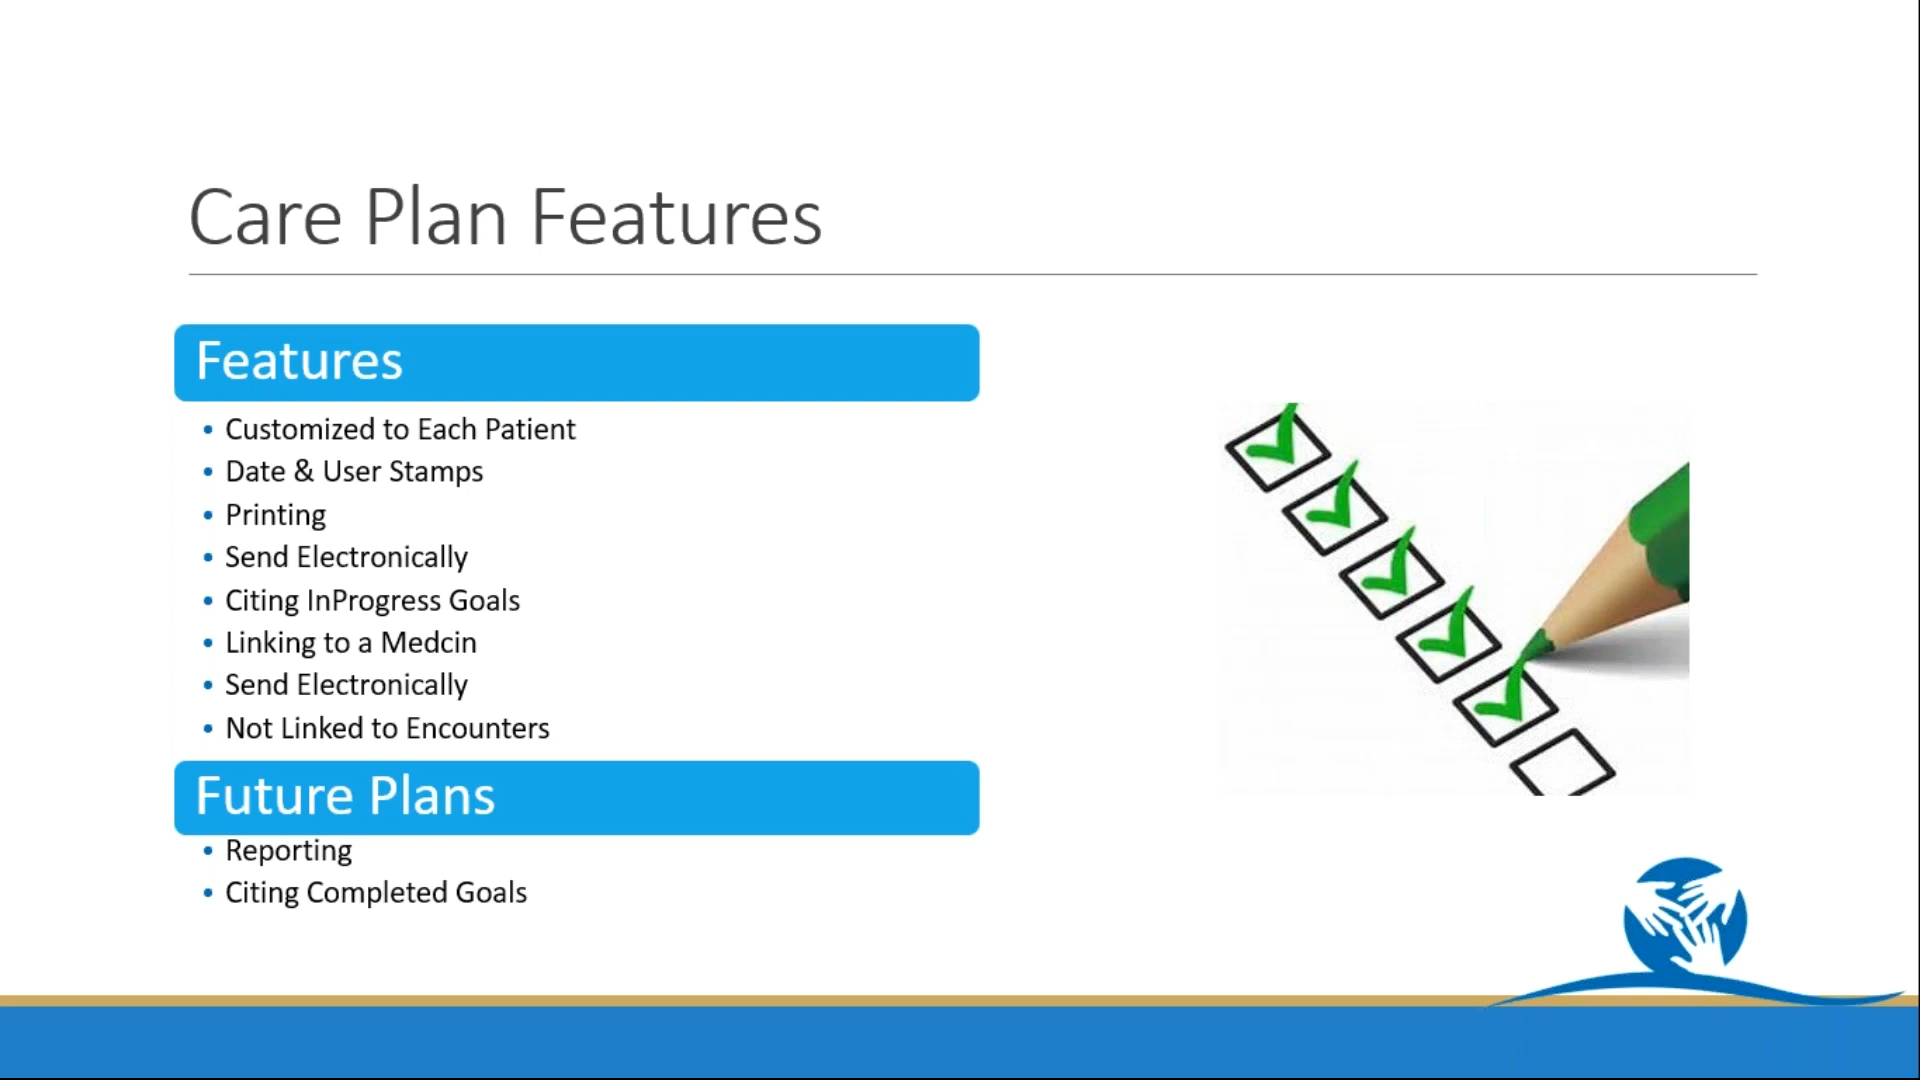 Care Plan Features
Features
• Customized to Each Patient
• Date & User Stamps
• Printing
• Send Electronically
• Citing InProgress Goals
• Linking to a Medcin
• Send Electronically
• Not Linked to Encounters
Future Plans
• Reporting
• Citing Completed Goals